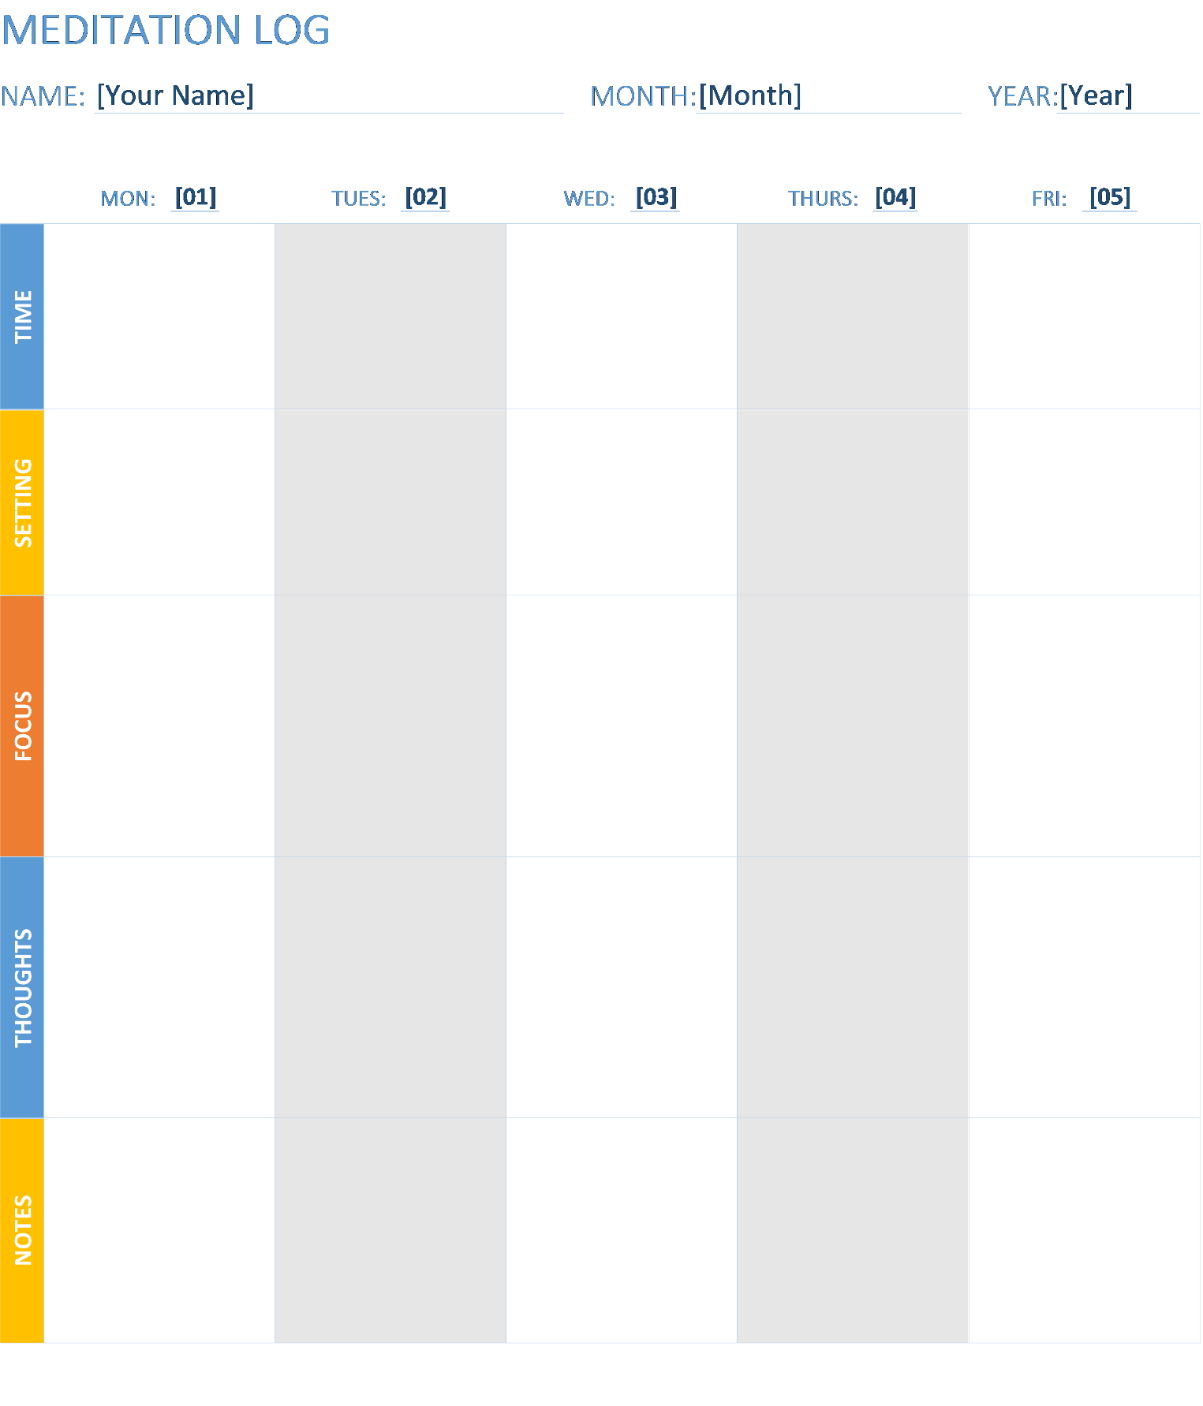 MEDITATION LOG
NAME: [Your Name] MONTH:[Month] YEAR:[Year]
MON: [01] TUES: [02] WED: [03] THURS: [04] FRI: [05]
TIME
SETTING
FOCUS
THOUGHTS
NOTES